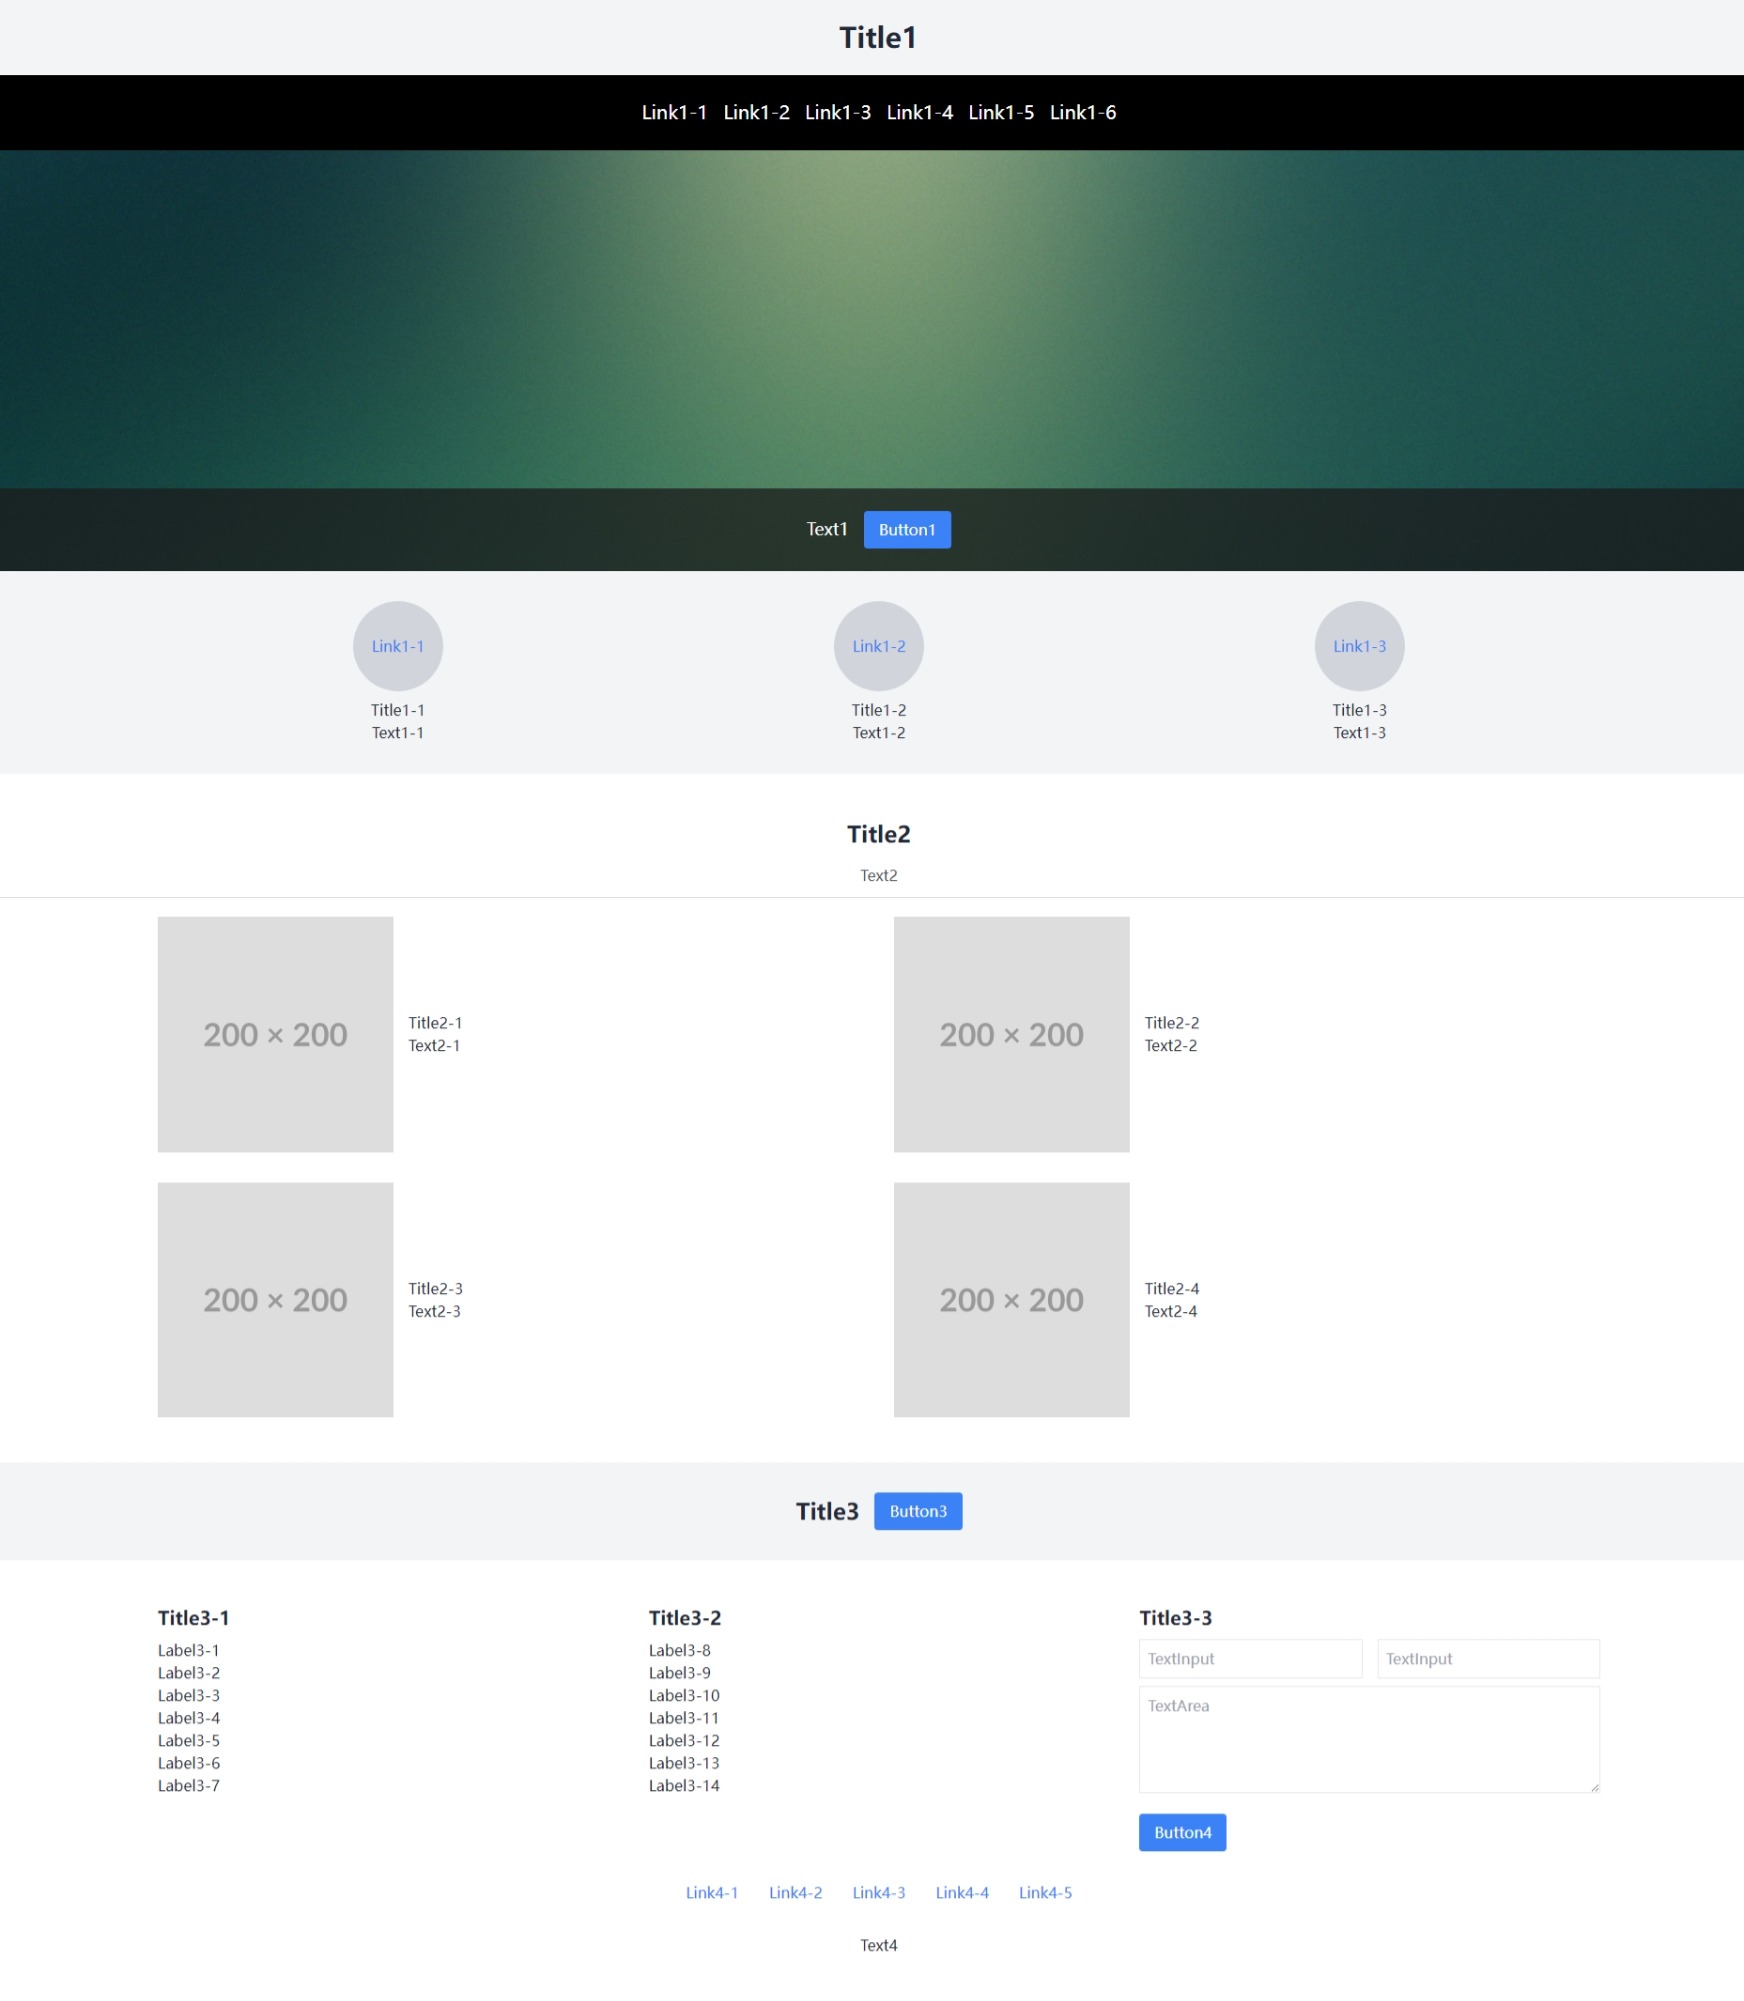 Title1
Link1-1 Link1-2 Link1-3 Link1-4 Link1-5 Link1-6
Text1 Button1
Link1-1 Link1-2 Link1-3
Title1-1 Title1-2 Title1-3
Text1-1 Text1-2 Text1-3
Title2
Text2
200 × 200
Title2-1
Text2-1
200 × 200
Title2-2
Text2-2
200 × 200
Title2-3
Text2-3
200 × 200
Title2-4
Text2-4
Title3 Button3
Title3-1
Label3-1
Label3-2
Label3-3
Label3-4
Label3-5
Label3-6
Label3-7
Title3-2
Label3-8
Label3-9
Label3-10
Label3-11
Label3-12
Label3-13
Label3-14
Title3-3
TextInput TextInput
TextArea
Button4
Link4-1 Link4-2 Link4-3 Link4-4 Link4-5
Text4